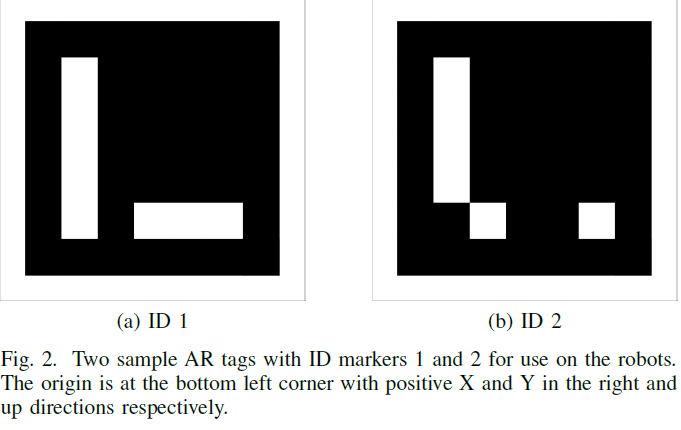 (a) ID 1
(b) ID 2
Fig. 2. Two sample AR tags with ID markers 1 and 2 for use on the robots.
The origin is at the bottom left corner with positive X and Y in the right and
up directions respectively.